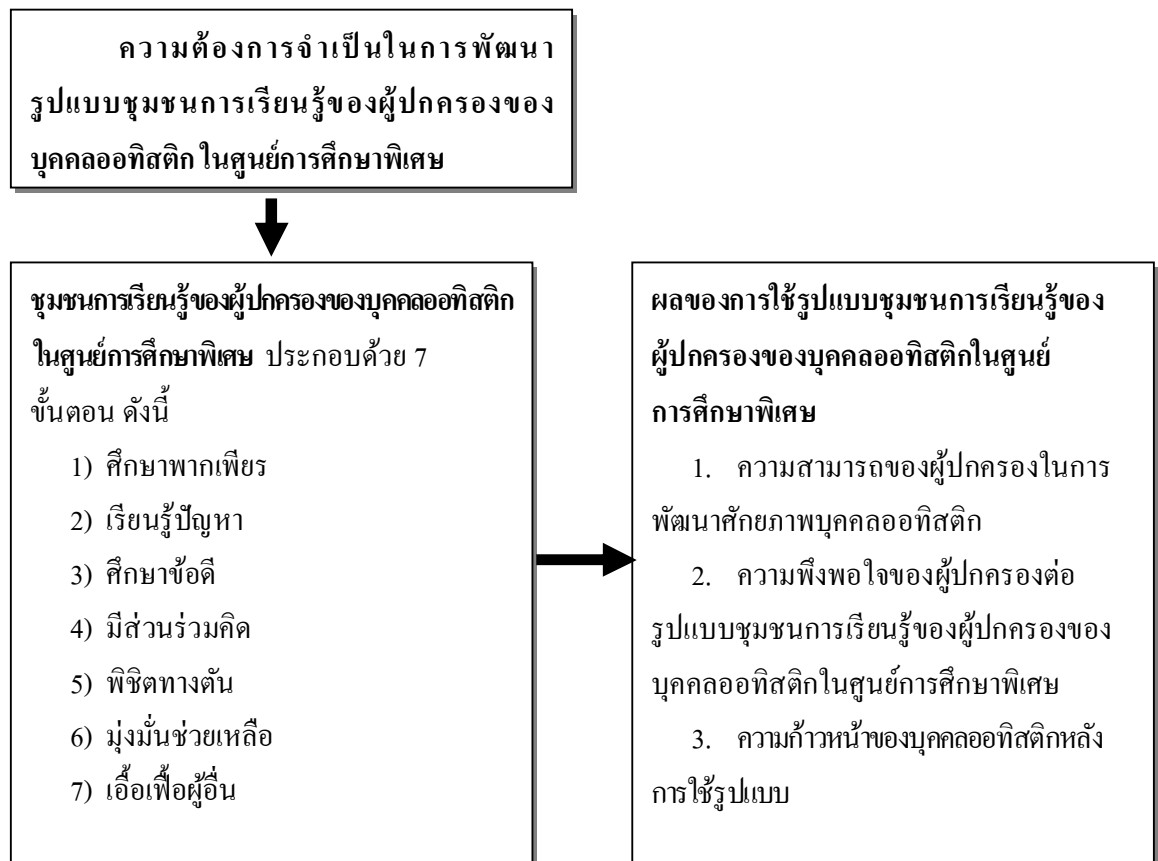 ความต้องการจำเป็นในการพัฒนา
รูปแบบชุมชนการเรียนรู้ของผู้ปกครองของ
บุคคลออทิสติก ในศูนย์การศึกษาพิเศษ
ชุมชนการเรียนรู้ของผู้ปกครองของบุคคลออทิสติก
ในศูนย์การศึกษาพิเศษ ประกอบด้วย 7
ขั้นตอน ดังนี้
1) ศึกษาพากเพียร
2) เรียนรู้ปัญหา
3) ศึกษาข้อดี
4) มีส่วนร่วมคิด
5) พิชิตทางตัน
6) มุ่งมั่นช่วยเหลือ
7) เอื้อเฟื้อผู้อื่น
ผลของการใช้รูปแบบชุมชนการเรียนรู้ของ
ผู้ปกครองของบุคคลออทิสติกในศูนย์
การศึกษาพิเศษ
1. ความสามารถของผู้ปกครองในการ
พัฒนาศักยภาพบุคคลออทิสติก
2. ความพึงพอใจของผู้ปกครองต่อ
รูปแบบชุมชนการเรียนรู้ของผู้ปกครองของ
บุคคลออทิสติกในศูนย์การศึกษาพิเศษ
3. ความก้าวหน้าของบุคคลออทิสติกหลัง
การใช้รูปแบบ